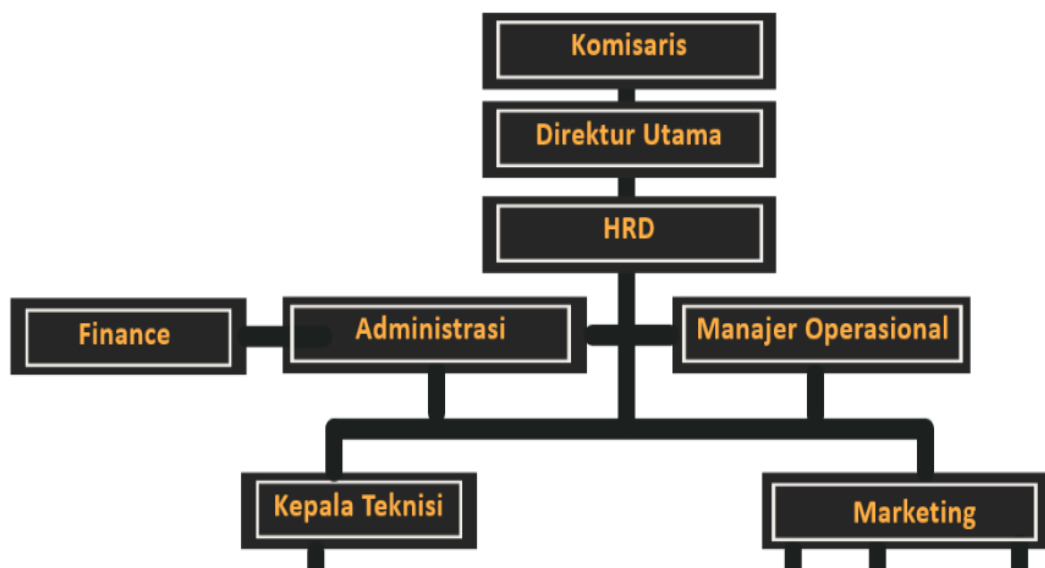 Komisaris
Direktur Utama
HRD
Finance
Administrasi
Manajer Operasional
Kepala Teknisi
Marketing